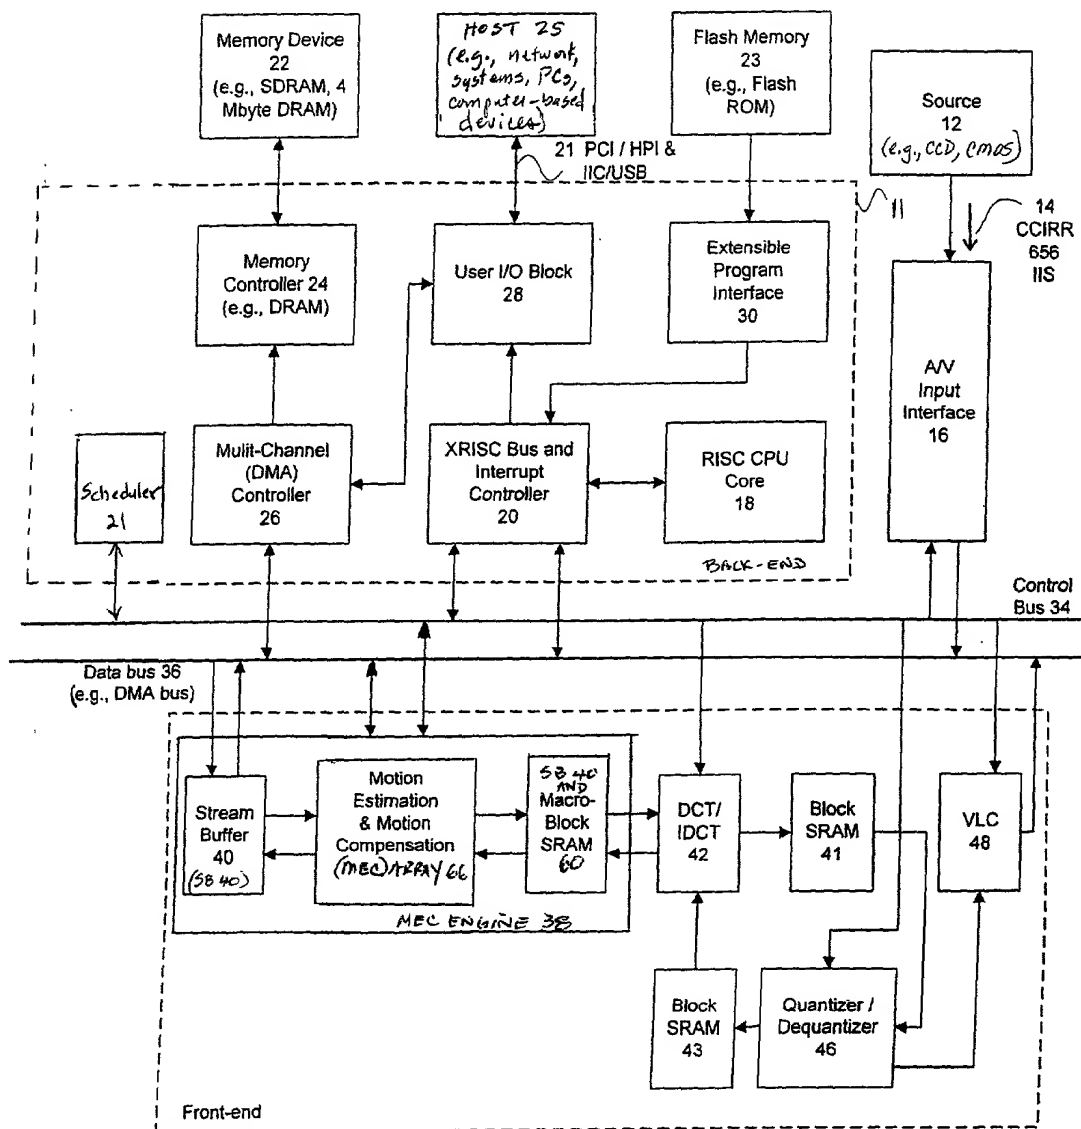 Memory Device
22
(e.g., SDRAM, 4
Mbyte DRAM)
HOST 25
(e.g., network,
systems, PCs,
computer-based
devices)
Flash Memory
23
(e.g., Flash
ROM)
Source
12
(e.g., CCD, CMOS)
21 PCI / HPI &
IIC/USB
11
14
CCIRR
656
IIS
Memory
Controller 24
(e.g., DRAM)
User I/O Block
28
Extensible
Program
Interface
30
A/V
Input
Interface
16
Scheduler
21
Mulit-Channel
(DMA)
Controller
26
XRISC Bus and
Interrupt
Controller
20
RISC CPU
Core
18
BACK-END
Control
Bus 34
Data bus 36
(e.g., DMA bus)
Stream
Buffer
40
(SB 40)
Motion
Estimation
& Motion
Compensation
(MEC) ARRAY 66
SB 40'
AND
Macro-
Block
SRAM
60
DCT/
IDCT
42
Block
SRAM
41
VLC
48
MEC ENGINE 38
Block
SRAM
43
Quantizer /
Dequantizer
46
Front-end